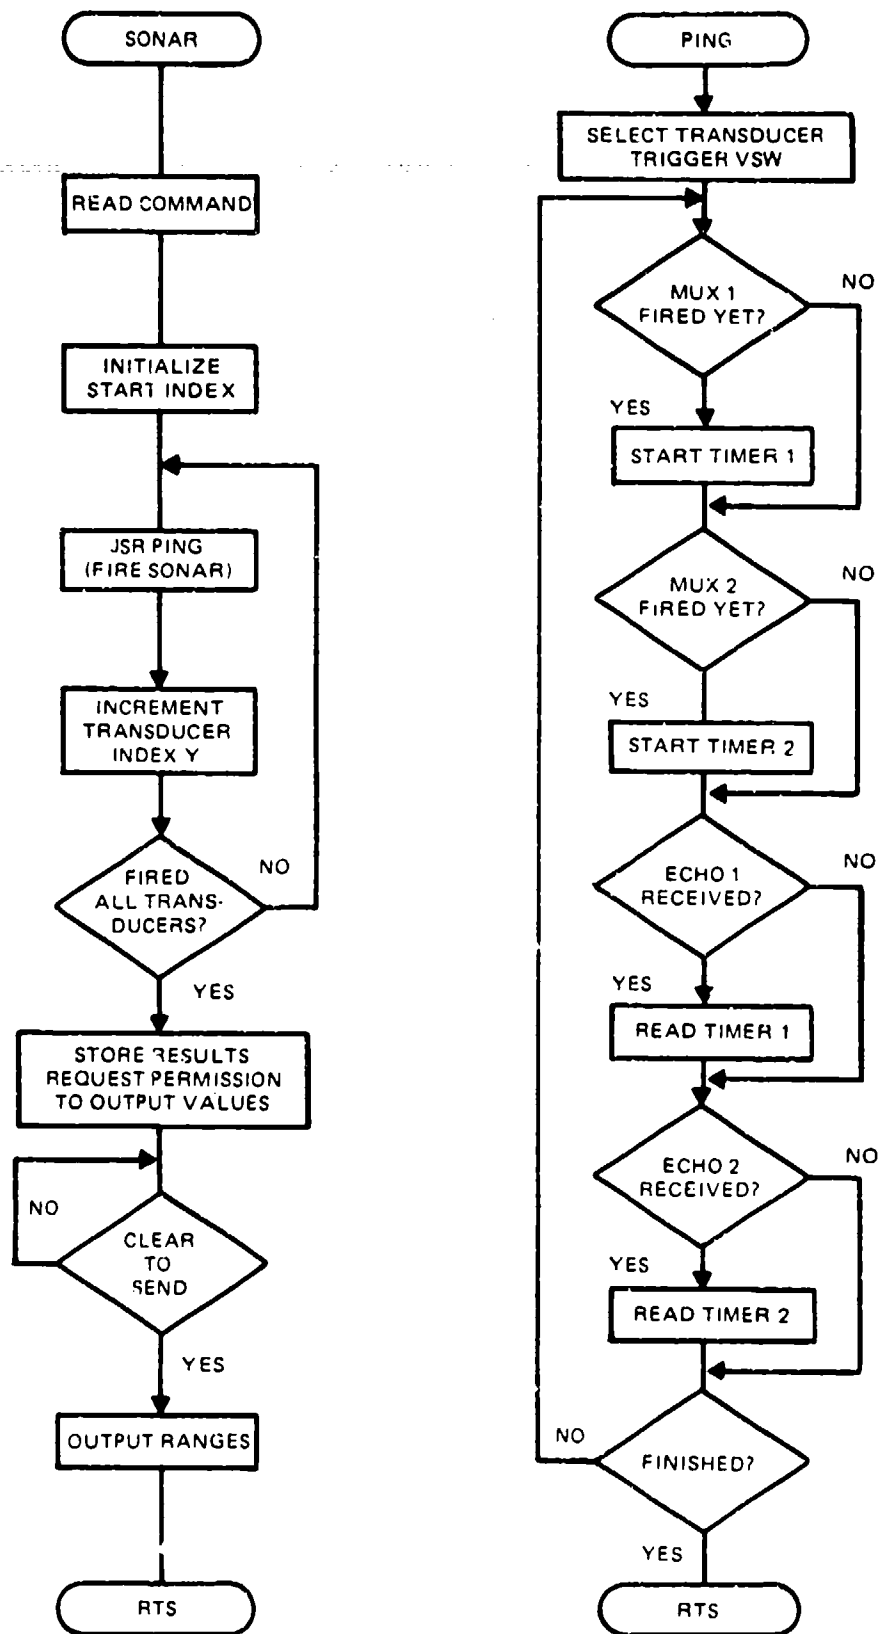 SONAR
READ COMMAND
INITIALIZE
START INDEX
JSR PING
(FIRE SONAR)
INCREMENT
TRANSDUCER
INDEX Y
FIRED
ALL TRANS-
DUCERS?
NO
YES
STORE RESULTS
REQUEST PERMISSION
TO OUTPUT VALUES
NO
CLEAR
TO
SEND
YES
OUTPUT RANGES
RTS
PING
SELECT TRANSDUCER
TRIGGER VSW
MUX 1
FIRED YET?
NO
YES
START TIMER 1
MUX 2
FIRED YET?
NO
YES
START TIMER 2
ECHO 1
RECEIVED?
NO
YES
READ TIMER 1
ECHO 2
RECEIVED?
NO
YES
READ TIMER 2
NO
FINISHED?
YES
RTS